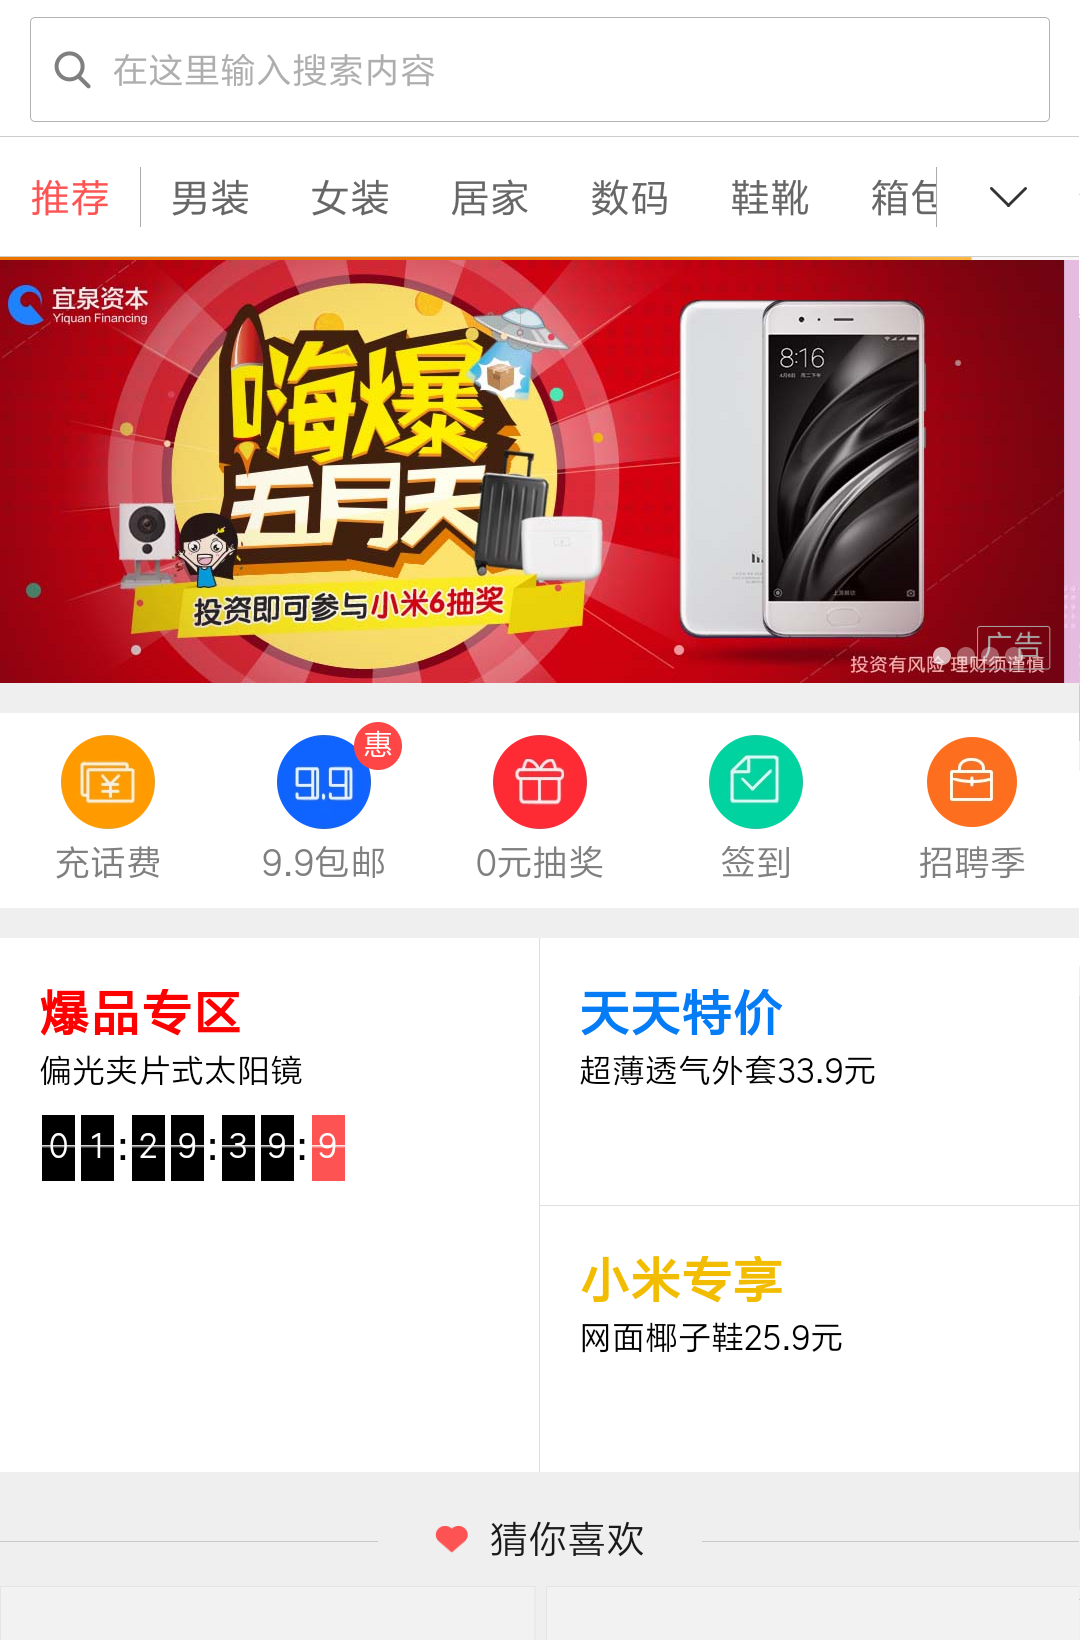 在这里输入搜索内容
推荐 男装 女装 居家 数码 鞋靴 箱包
宜泉资本
Yiquan Financing
嗨爆
五月天
投资即可参与小米6抽奖
8:16
广告
投资有风险 理财须谨慎
¥ 9.9 惠
充话费 9.9包邮 0元抽奖 签到 招聘季
爆品专区
偏光夹片式太阳镜
01:29:39:9
天天特价
超薄透气外套33.9元
小米专享
网面椰子鞋25.9元
猜你喜欢